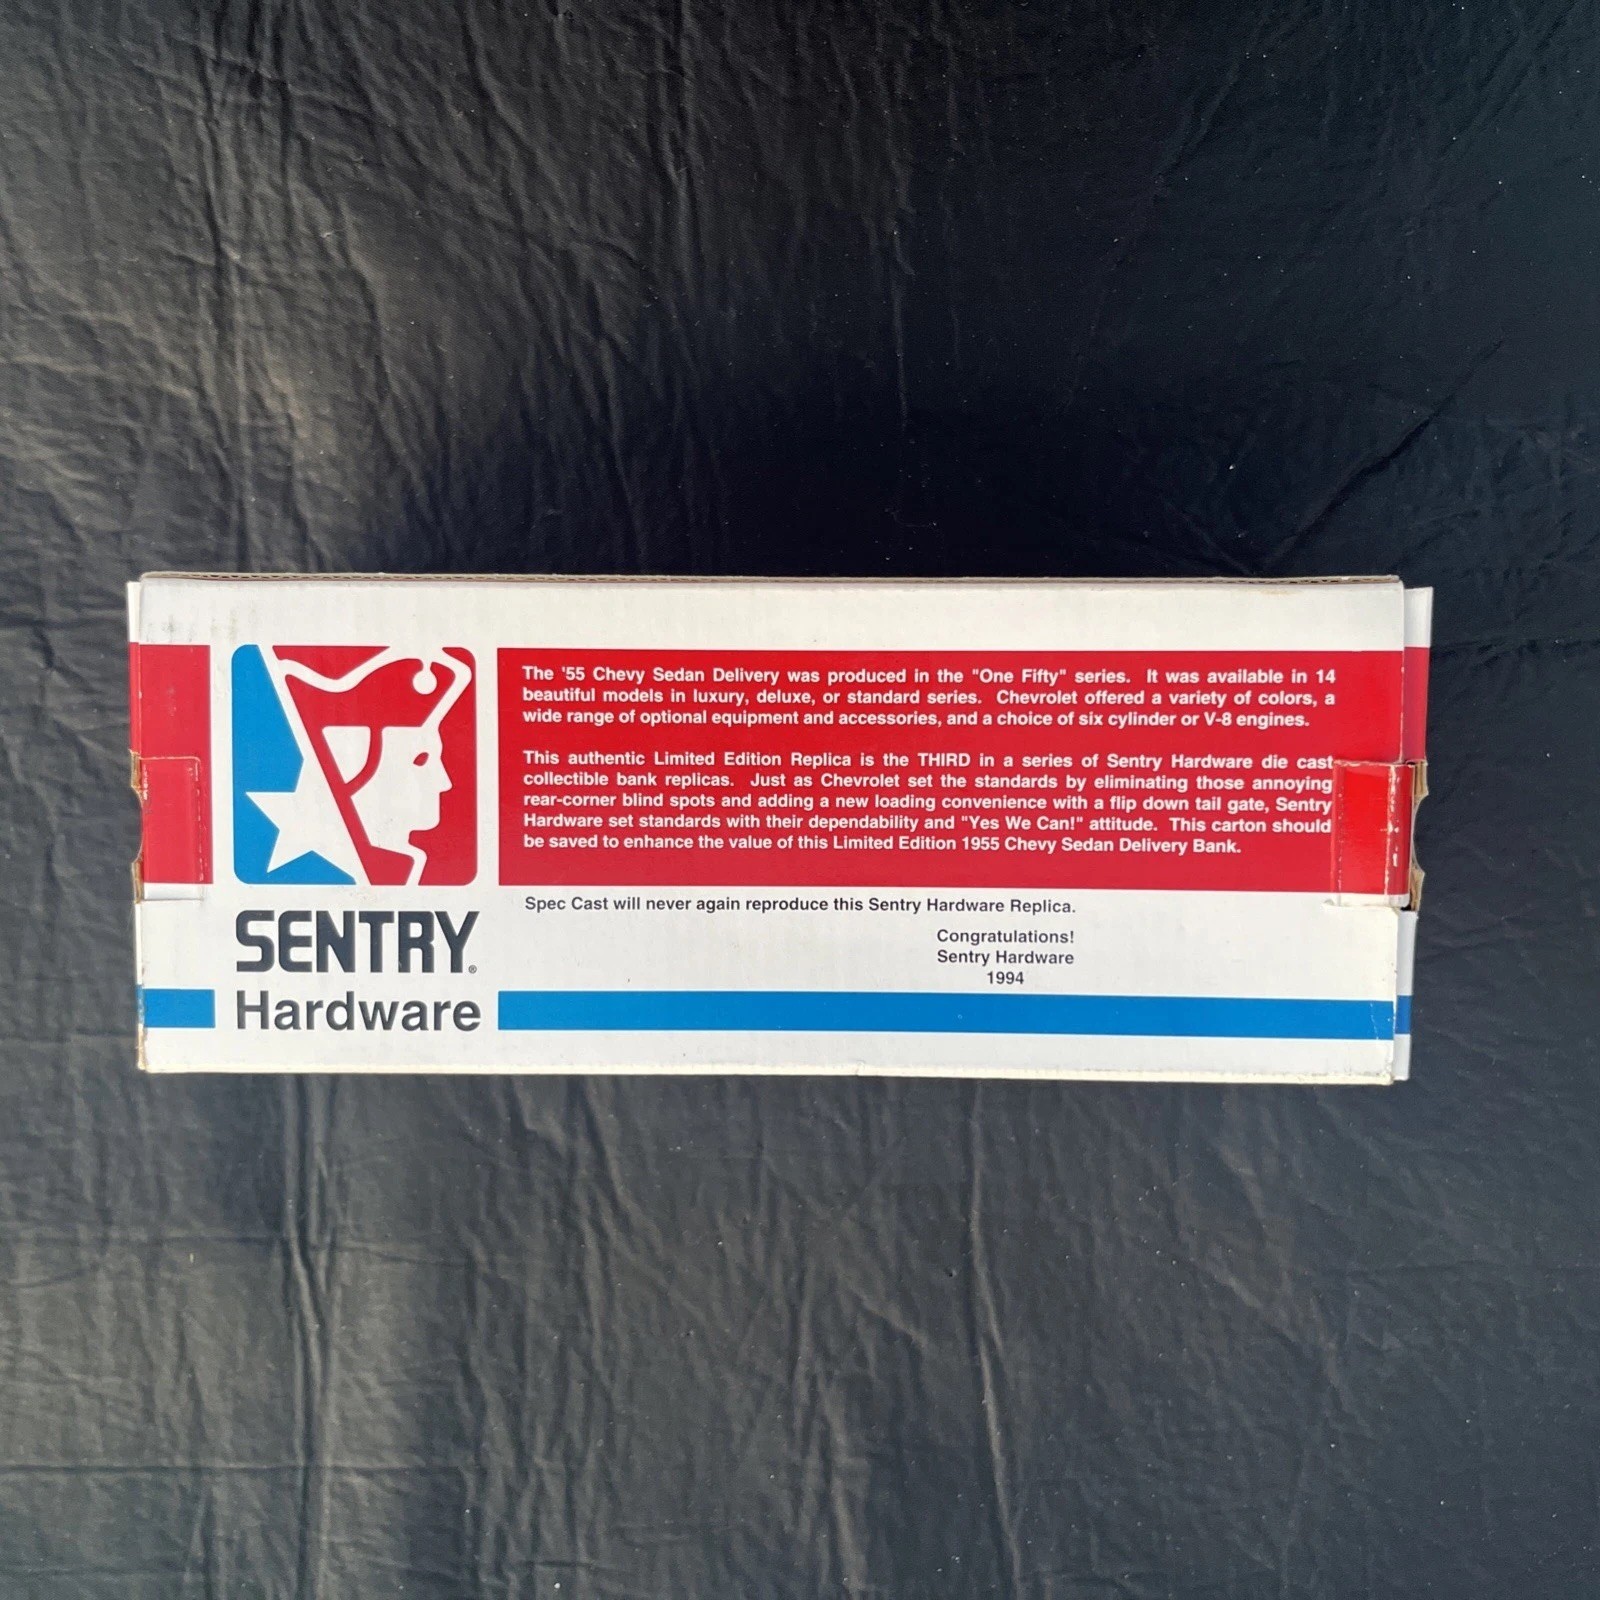 The '55 Chevy Sedan Delivery was produced in the "One Fifty" series. It was available in 14
beautiful models in luxury, deluxe, or standard series. Chevrolet offered a variety of colors, a
wide range of optional equipment and accessories, and a choice of six cylinder or V-8 engines.
This authentic Limited Edition Replica is the THIRD in a series of Sentry Hardware die cast
collectible bank replicas. Just as Chevrolet set the standards by eliminating those annoying
rear-corner blind spots and adding a new loading convenience with a flip down tail gate, Sentry
Hardware set standards with their dependability and "Yes We Can!" attitude. This carton should
be saved to enhance the value of this Limited Edition 1955 Chevy Sedan Delivery Bank.
SENTRY®
Hardware
Spec Cast will never again reproduce this Sentry Hardware Replica.
Congratulations!
Sentry Hardware
1994